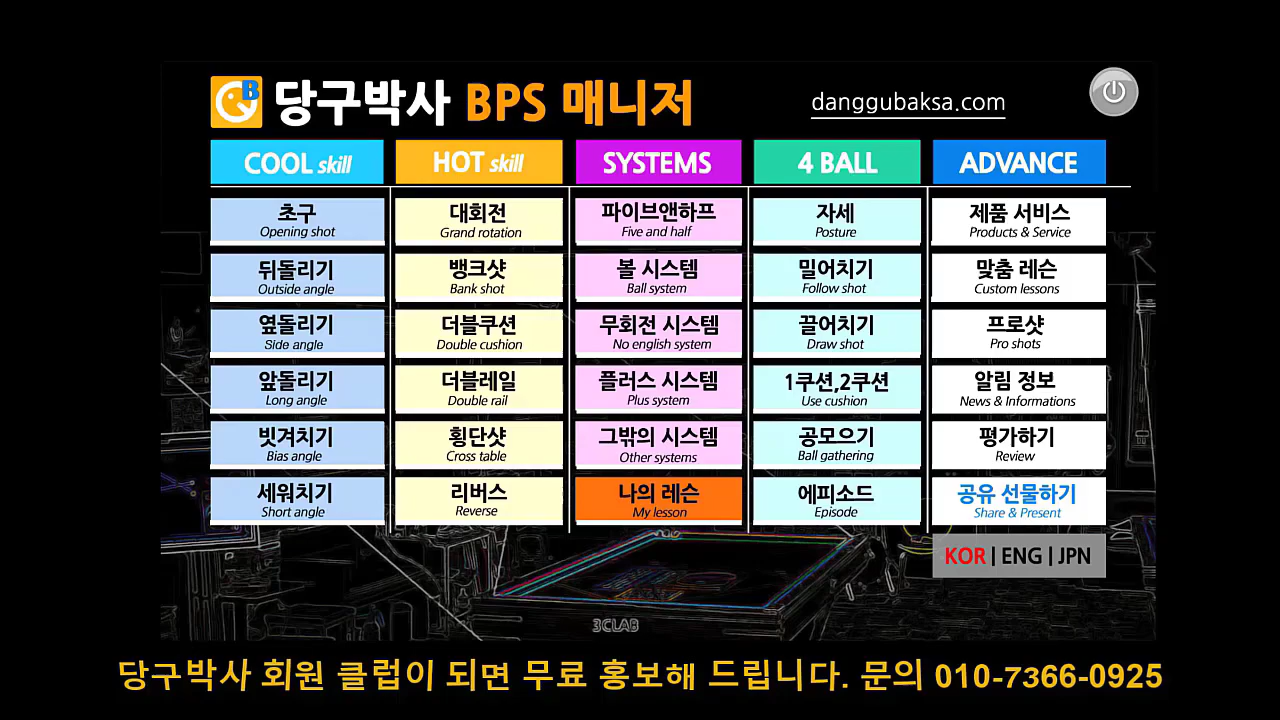 B
당구박사 BPS 매니저
danggubaksa.com
COOL skill
HOT skill
SYSTEMS
4 BALL
ADVANCE
초구
Opening shot
대회전
Grand rotation
파이브앤하프
Five and half
자세
Posture
제품 서비스
Products & Service
뒤돌리기
Outside angle
뱅크샷
Bank shot
볼 시스템
Ball system
밀어치기
Follow shot
맞춤 레슨
Custom lessons
옆돌리기
Side angle
더블쿠션
Double cushion
무회전 시스템
No english system
끌어치기
Draw shot
프로샷
Pro shots
앞돌리기
Long angle
더블레일
Double rail
플러스 시스템
Plus system
1쿠션,2쿠션
Use cushion
알림 정보
News & Informations
빗겨치기
Bias angle
횡단샷
Cross table
그밖의 시스템
Other systems
공모으기
Ball gathering
평가하기
Review
세워치기
Short angle
리버스
Reverse
나의 레슨
My lesson
에피소드
Episode
공유 선물하기
Share & Present
KOR | ENG | JPN
3CLAB
당구박사 회원 클럽이 되면 무료 홍보해 드립니다. 문의 010-7366-0925